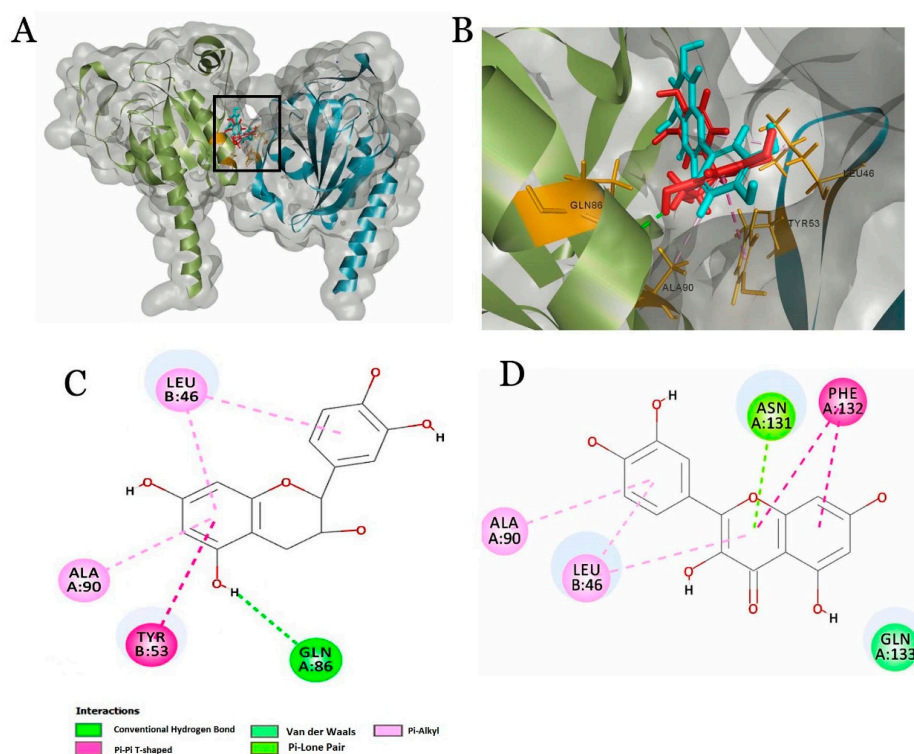 A
B
GLN86
LEU46
TYR53
ALA90
C
LEU
B:46
O
O
H
H
O
O
O
O
H
ALA
A:90
TYR
B:53
GLN
A:86
D
H
O
O
O
O
O
H
O
O
H
ASN
A:131
PHE
A:132
ALA
A:90
LEU
B:46
GLN
A:133
Interactions
Conventional Hydrogen Bond
Van der Waals
Pi-Alkyl
Pi-Pi T-shaped
Pi-Lone Pair